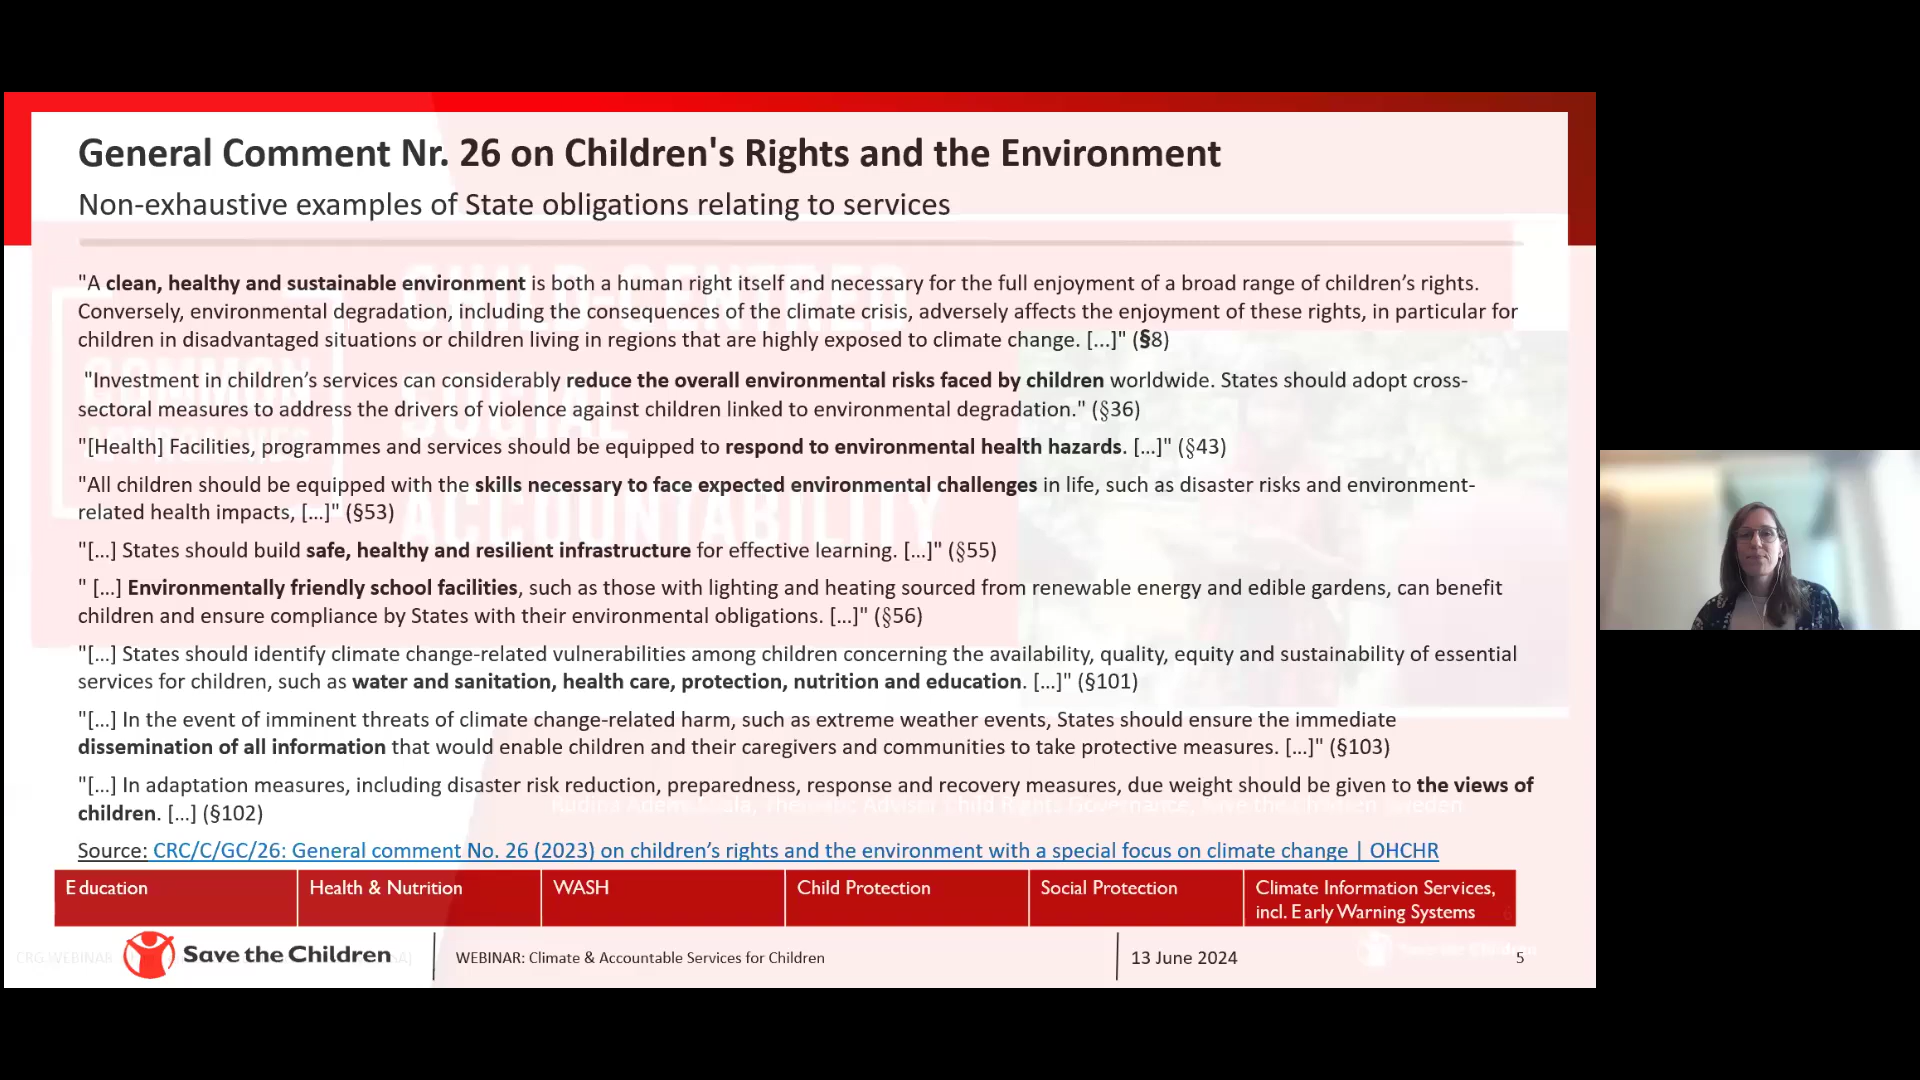 General Comment Nr. 26 on Children's Rights and the Environment
Non-exhaustive examples of State obligations relating to services
"A clean, healthy and sustainable environment is both a human right itself and necessary for the full enjoyment of a broad range of children’s rights.
Conversely, environmental degradation, including the consequences of the climate crisis, adversely affects the enjoyment of these rights, in particular for
children in disadvantaged situations or children living in regions that are highly exposed to climate change. [...]" (§8)
"Investment in children’s services can considerably reduce the overall environmental risks faced by children worldwide. States should adopt cross-
sectoral measures to address the drivers of violence against children linked to environmental degradation." (§36)
"[Health] Facilities, programmes and services should be equipped to respond to environmental health hazards. [...]" (§43)
"All children should be equipped with the skills necessary to face expected environmental challenges in life, such as disaster risks and environment-
related health impacts, [...]" (§53)
"[...] States should build safe, healthy and resilient infrastructure for effective learning. [...]" (§55)
" [...] Environmentally friendly school facilities, such as those with lighting and heating sourced from renewable energy and edible gardens, can benefit
children and ensure compliance by States with their environmental obligations. [...]" (§56)
"[...] States should identify climate change-related vulnerabilities among children concerning the availability, quality, equity and sustainability of essential
services for children, such as water and sanitation, health care, protection, nutrition and education. [...]" (§101)
"[...] In the event of imminent threats of climate change-related harm, such as extreme weather events, States should ensure the immediate
dissemination of all information that would enable children and their caregivers and communities to take protective measures. [...]" (§103)
"[...] In adaptation measures, including disaster risk reduction, preparedness, response and recovery measures, due weight should be given to the views of
children. [...] (§102)
Source: CRC/C/GC/26: General comment No. 26 (2023) on children’s rights and the environment with a special focus on climate change | OHCHR
Education
Health & Nutrition
WASH
Child Protection
Social Protection
Climate Information Services,
incl. Early Warning Systems
Save the Children
WEBINAR: Climate & Accountable Services for Children
13 June 2024
5
CHILD-CENTRED
SOCIAL
ACCOUNTABILITY
COMMON
APPROACHES